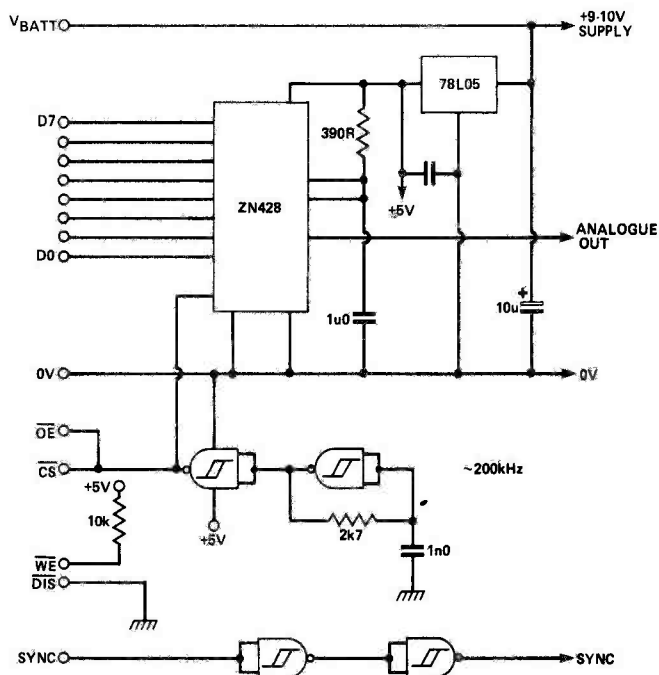 VBATT
+9-10V
SUPPLY
78L05
D7
390R
ZN428
+5V
ANALOGUE
OUT
D0
1u0
+
10u
0V
0V
OE
CS
~200kHz
+5V
10k
+5V
2k7
1n0
WE
DIS
SYNC
SYNC